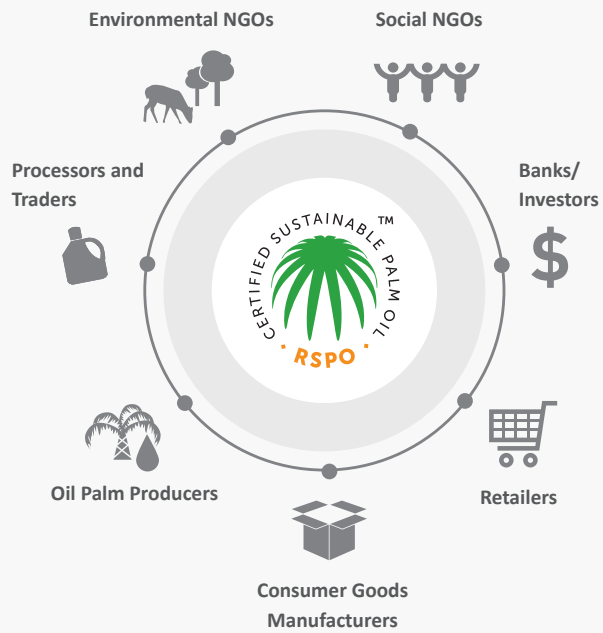 Environmental NGOs
Social NGOs
Processors and
Traders
Banks/
Investors
CERTIFIED SUSTAINABLE PALM OIL ™
· RSPO ·
$
Oil Palm Producers
Retailers
Consumer Goods
Manufacturers